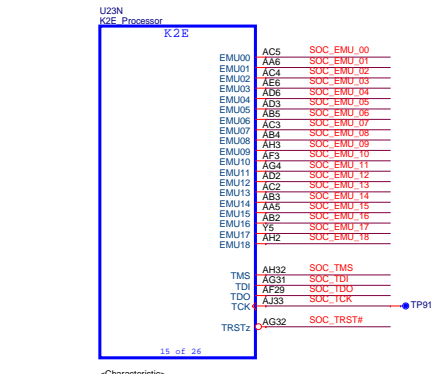 U23N
K2E_Processor
K2E
EMU00 AC5 SOC_EMU_00
EMU01 AA6 SOC_EMU_01
EMU02 AC4 SOC_EMU_02
EMU03 AE6 SOC_EMU_03
EMU04 AD6 SOC_EMU_04
EMU05 AD3 SOC_EMU_05
EMU06 AB5 SOC_EMU_06
EMU07 AC3 SOC_EMU_07
EMU08 AB4 SOC_EMU_08
EMU09 AH3 SOC_EMU_09
EMU10 AF3 SOC_EMU_10
EMU11 AG4 SOC_EMU_11
EMU12 AD2 SOC_EMU_12
EMU13 AC2 SOC_EMU_13
EMU14 AB3 SOC_EMU_14
EMU15 AA5 SOC_EMU_15
EMU16 AB2 SOC_EMU_16
EMU17 Y5 SOC_EMU_17
EMU18 AH2 SOC_EMU_18
TMS AH32 SOC_TMS
TDI AG31 SOC_TDI
TDO AF29 SOC_TDO
TCK AJ33 SOC_TCK TP91
TRSTz AG32 SOC_TRST#
15 of 26
<Characteristic>